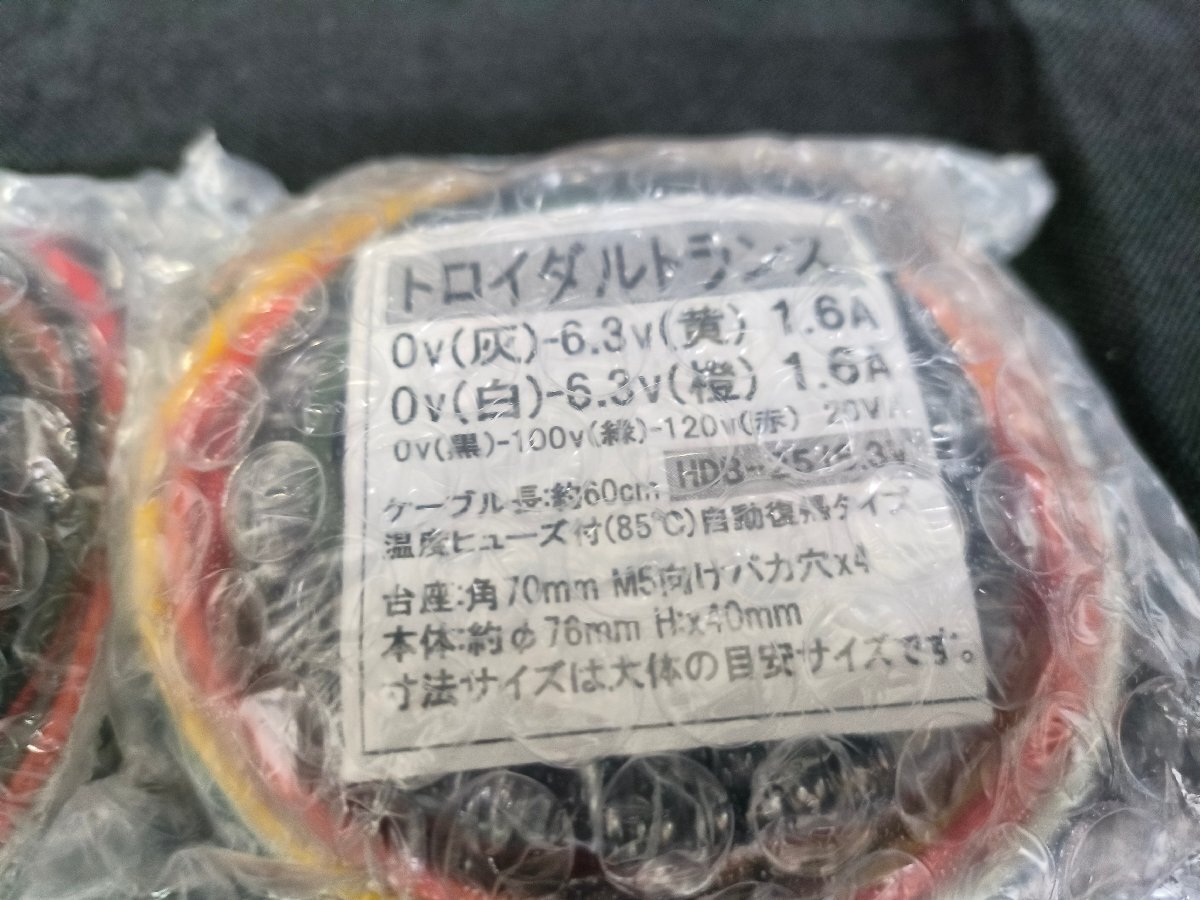 トロイダルトランス
0v(灰)-6.3v(黄) 1.6A
0v(白)-6.3v(橙) 1.6A
0v(黒)-100v(緑)-120v(赤) 20VA
ケーブル長:約60cm
温度ヒューズ付(85℃)自動復帰タイプ
台座:角70mm M5向けバカ穴x4
本体:約φ76mm H:x40mm
寸法サイズは大体の目安サイズです。